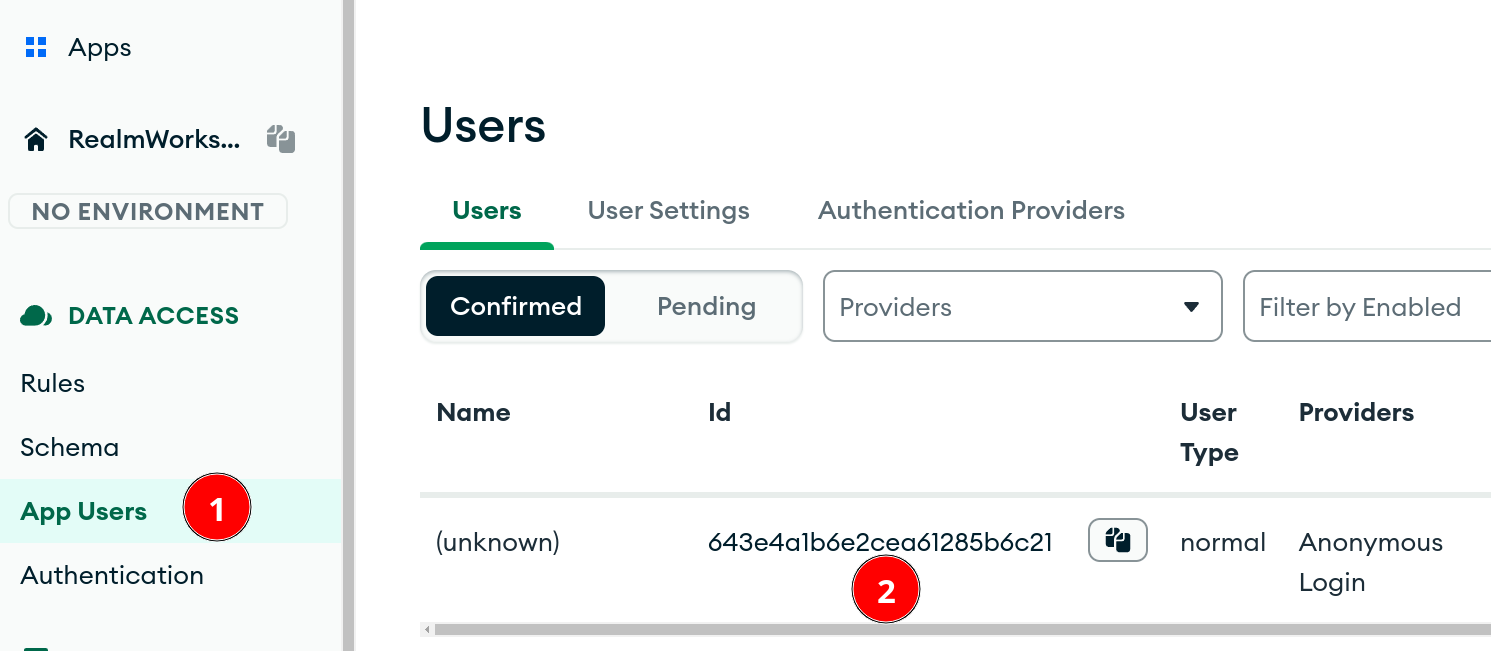 Apps
RealmWorks...
NO ENVIRONMENT
DATA ACCESS
Rules
Schema
App Users 1
Authentication
Users
Users User Settings Authentication Providers
Confirmed Pending Providers Filter by Enabled
Name Id User Type Providers
(unknown) 643e4a1b6e2cea61285b6c21 normal Anonymous Login
2